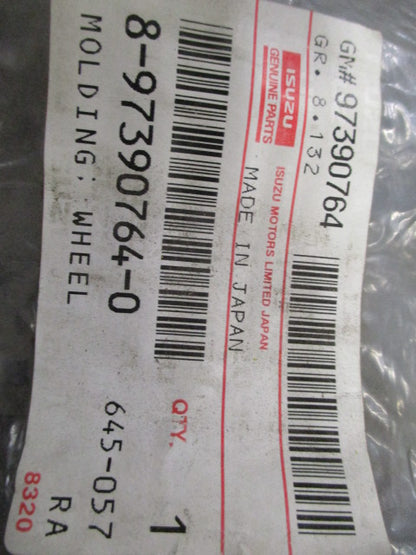 GM# 97390764
GR. 8.132
ISUZU
GENUINE PARTS
ISUZU MOTORS LIMITED JAPAN
MADE IN JAPAN
8-97390764-0
QTY. 1
MOLDING; WHEEL
645-057
RA
8320